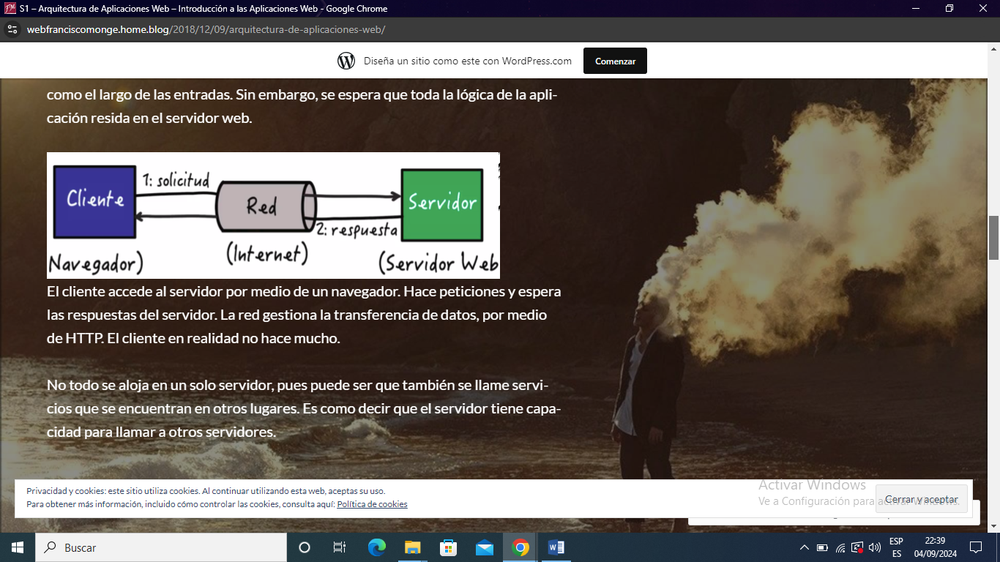 S1 – Arquitectura de Aplicaciones Web – Introducción a las Aplicaciones Web - Google Chrome
webfranciscomonge.home.blog/2018/12/09/arquitectura-de-aplicaciones-web/
Diseña un sitio como este con WordPress.com
Comenzar
como el largo de las entradas. Sin embargo, se espera que toda la lógica de la apli-
cación resida en el servidor web.
1: solicitud
Cliente
Red
Servidor
2: respuesta
Navegador)
(Internet)
(Servidor Web
El cliente accede al servidor por medio de un navegador. Hace peticiones y espera
las respuestas del servidor. La red gestiona la transferencia de datos, por medio
de HTTP. El cliente en realidad no hace mucho.
No todo se aloja en un solo servidor, pues puede ser que también se llame servi-
cios que se encuentran en otros lugares. Es como decir que el servidor tiene capa-
cidad para llamar a otros servidores.
Privacidad y cookies: este sitio utiliza cookies. Al continuar utilizando esta web, aceptas su uso.
Para obtener más información, incluido cómo controlar las cookies, consulta aquí: Política de cookies
Cerrar y aceptar
Activar Windows
Ve a Configuración para activar Windows.
Buscar
ESP
ES
22:39
04/09/2024